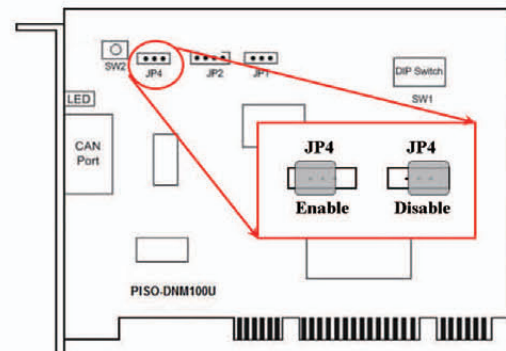 SW2
JP4
JP2
JP1
DIP Switch
SW1
LED
CAN
Port
JP4 JP4
Enable Disable
PISO-DNM100U